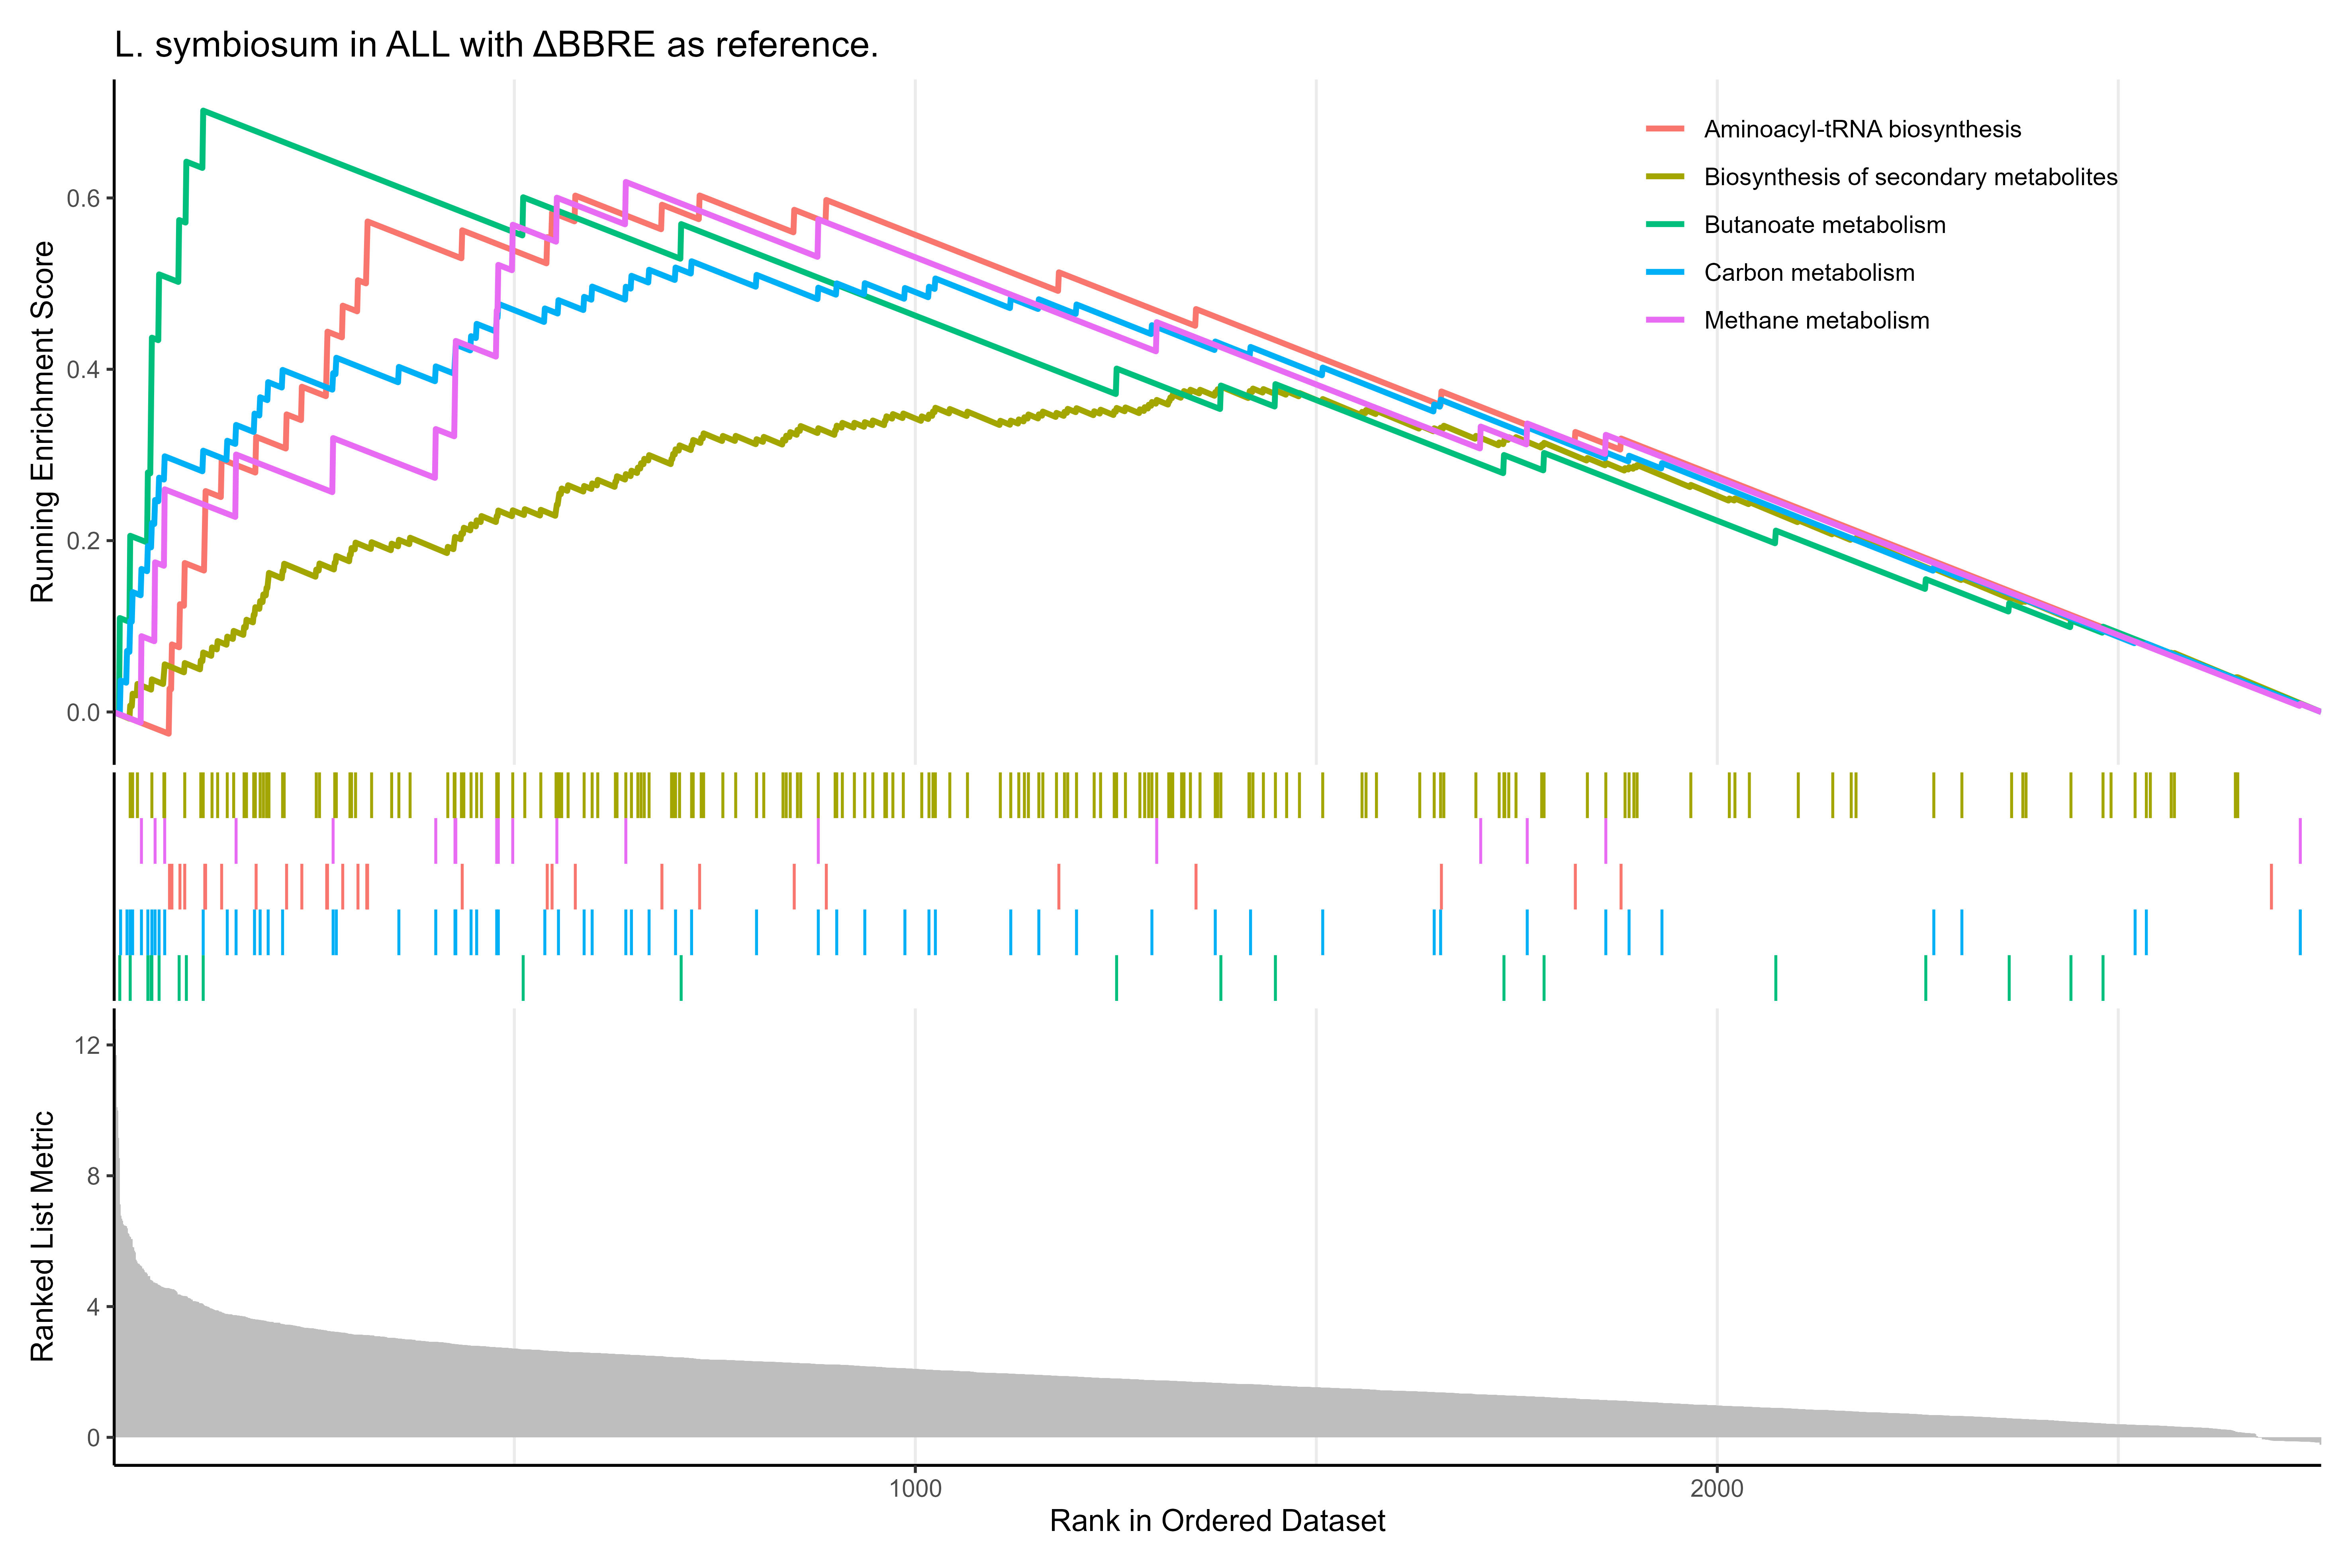 L. symbiosum in ALL with ΔBBRE as reference.
Running Enrichment Score
0.6
0.4
0.2
0.0
Aminoacyl-tRNA biosynthesis
Biosynthesis of secondary metabolites
Butanoate metabolism
Carbon metabolism
Methane metabolism
Ranked List Metric
12
8
4
0
1000
2000
Rank in Ordered Dataset